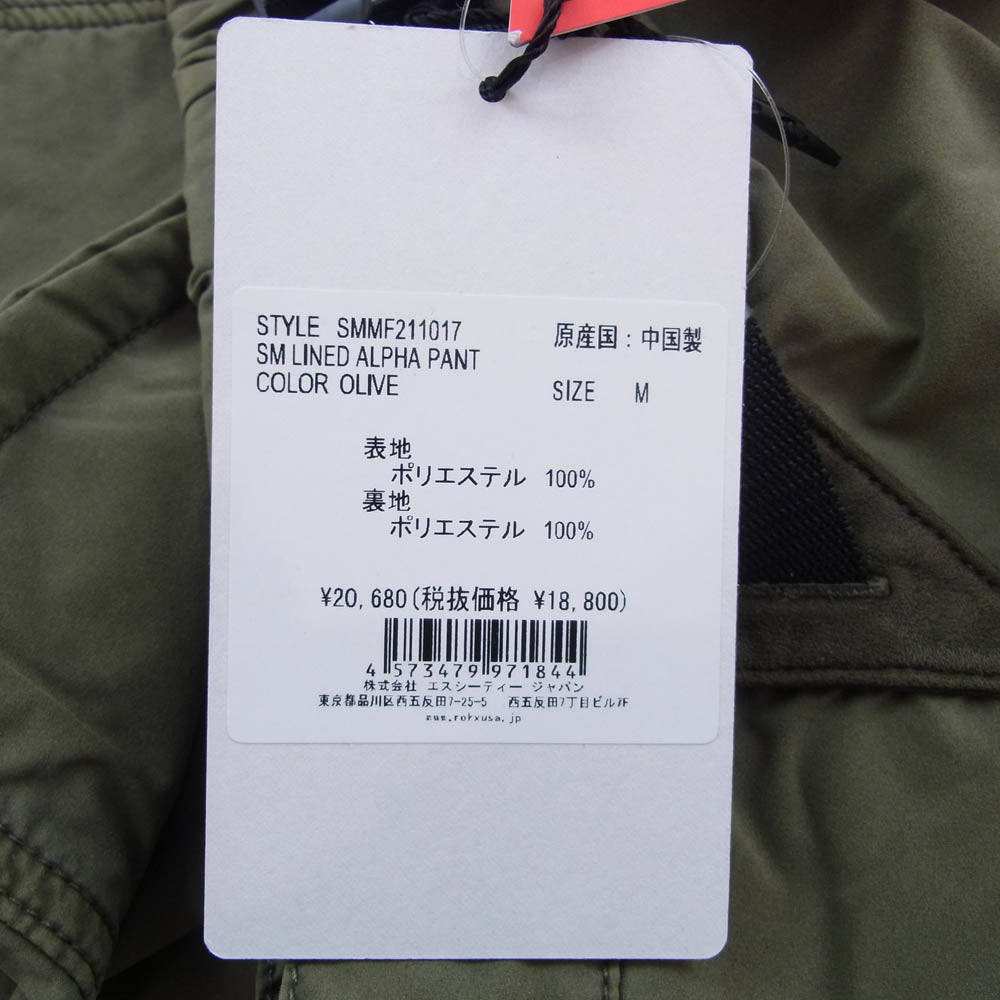 STYLE SMMF211017
SM LINED ALPHA PANT
COLOR OLIVE
原産国：中国製
SIZE M
表地
ポリエステル 100%
裏地
ポリエステル 100%
¥20,680(税抜価格 ¥18,800)
4 573479 971844
株式会社 エスシーティー ジャパン
東京都品川区西五反田7-25-5 西五反田7丁目ビル7F
www.rokxusa.jp